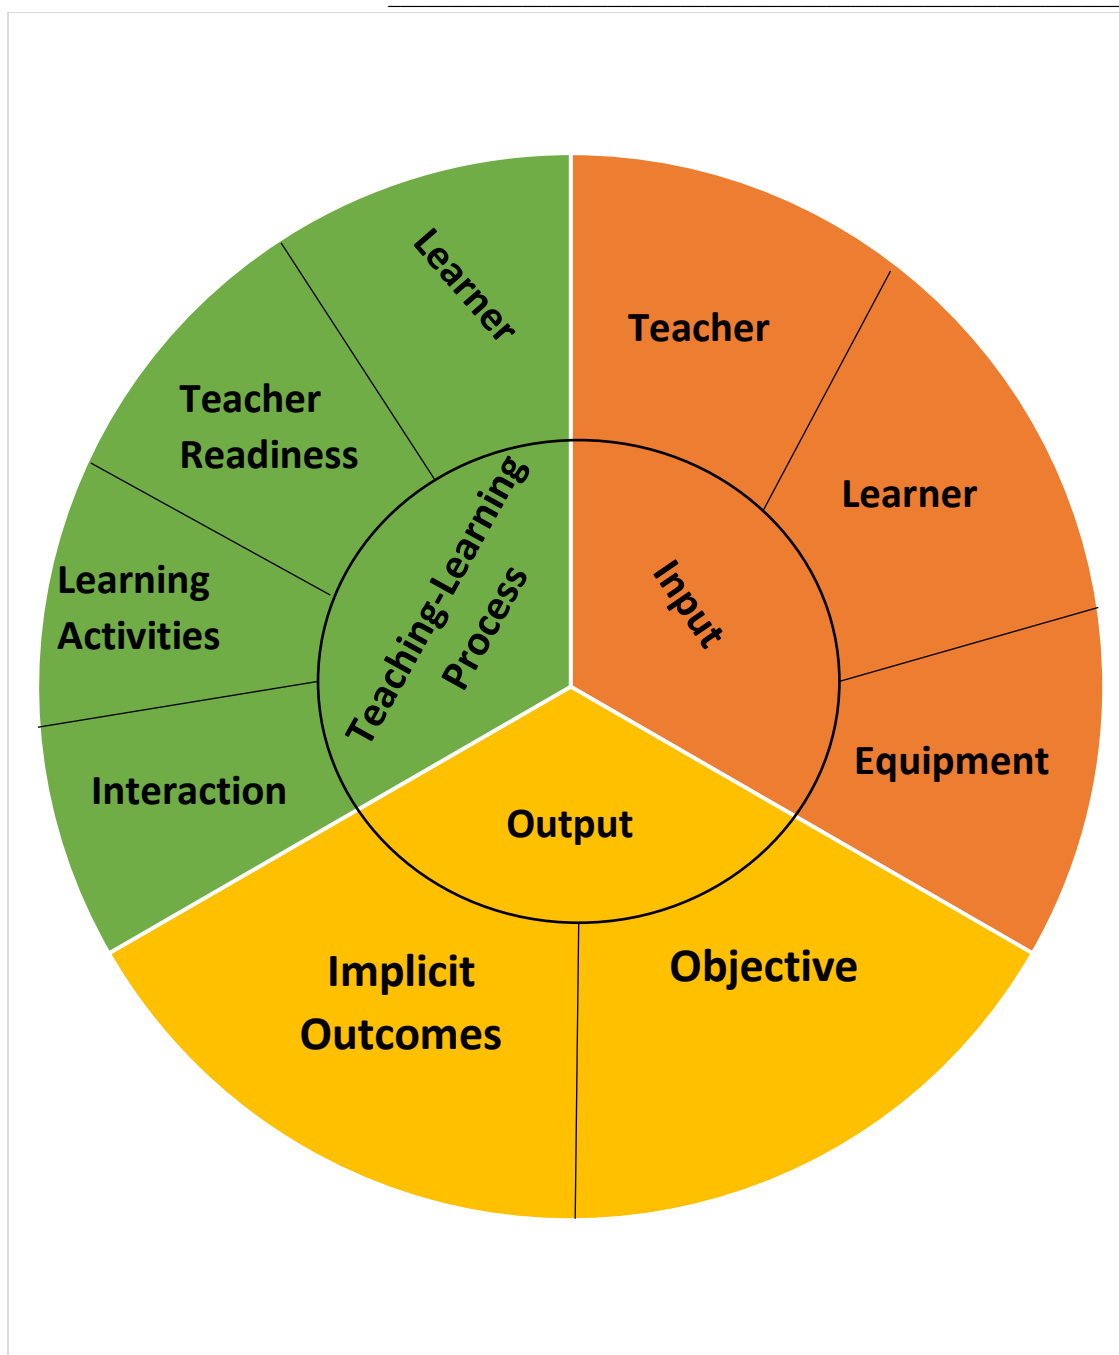 Learner
Teacher
Readiness
Learning
Activities
Interaction
Teaching-Learning
Process
Teacher
Learner
Equipment
Input
Output
Implicit
Outcomes
Objective